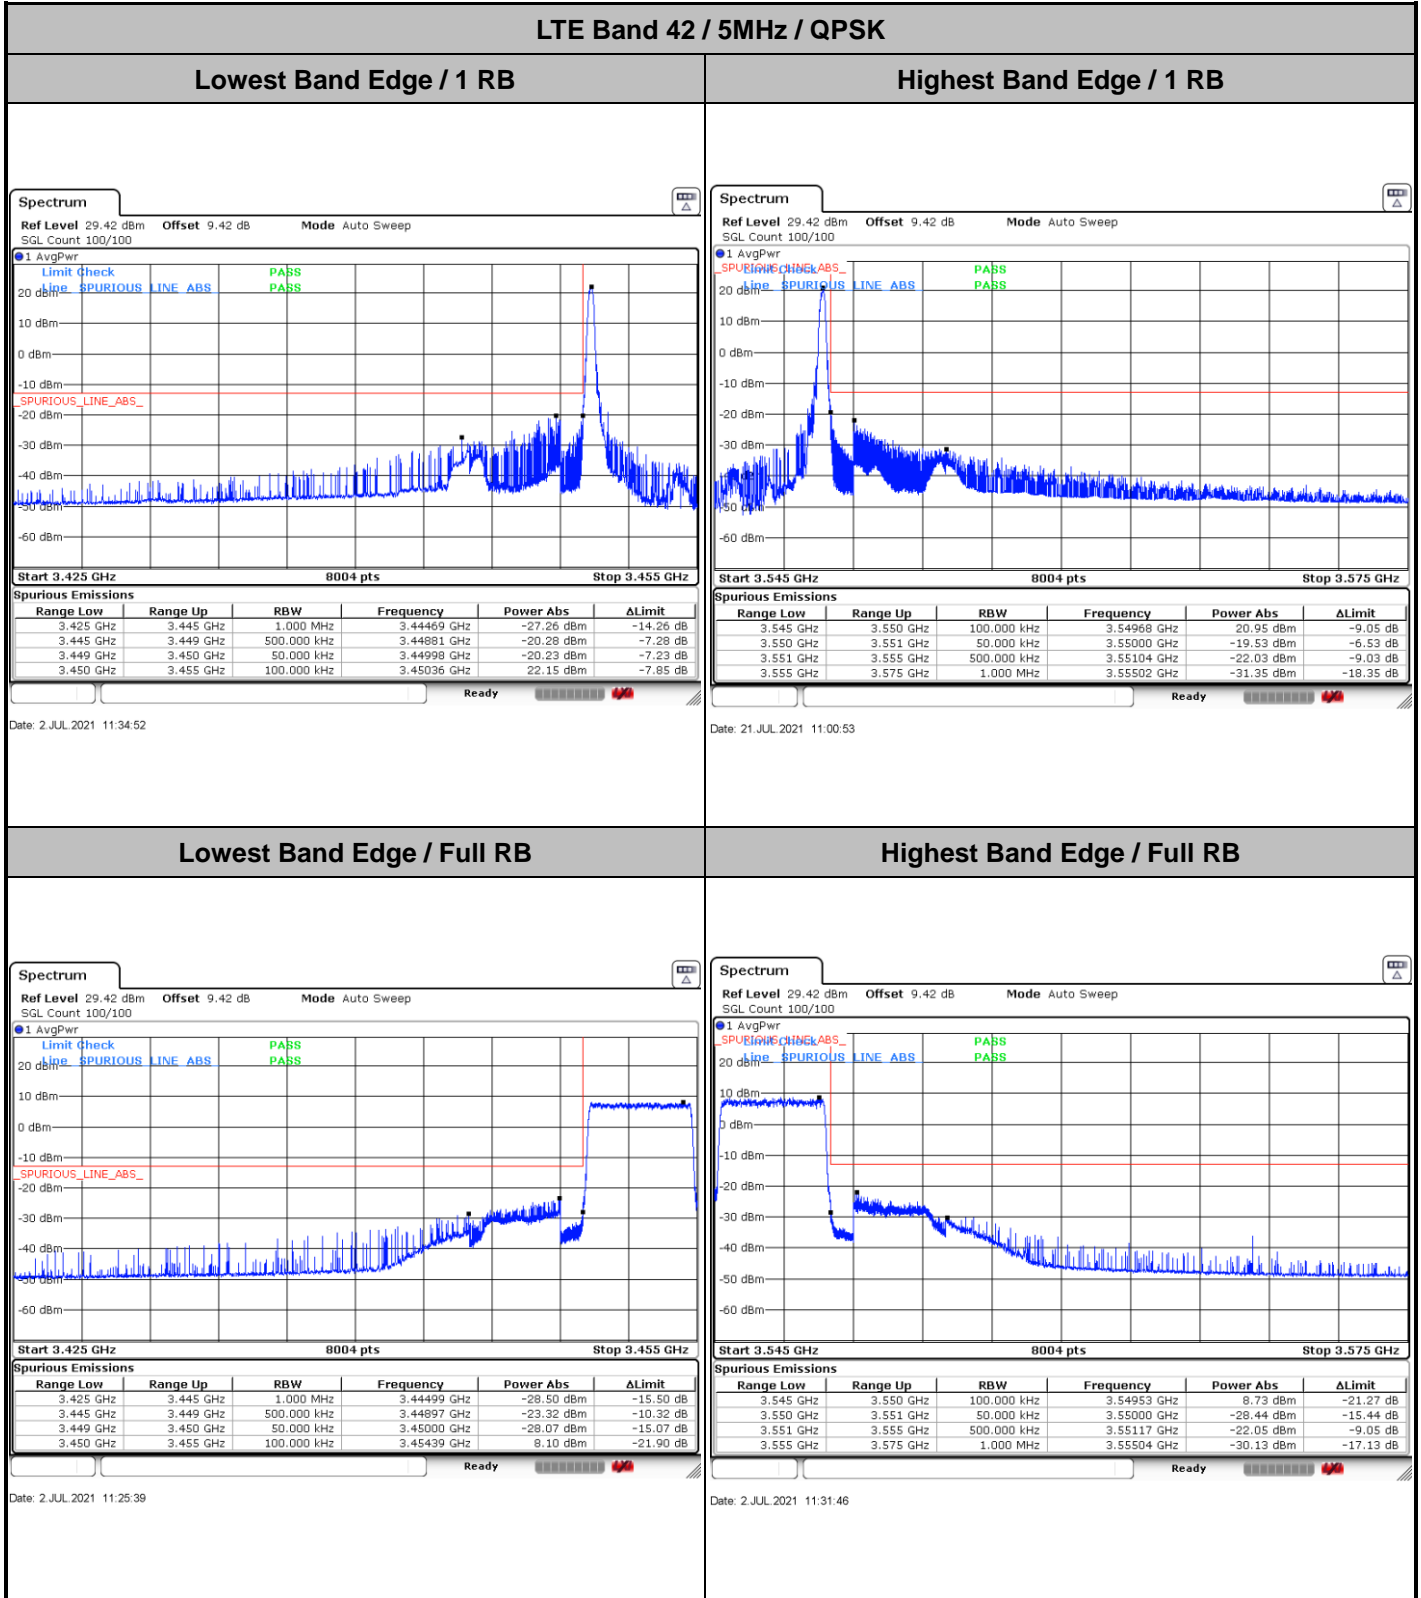 LTE Band 42 / 5MHz / QPSK
Lowest Band Edge / 1 RB
Highest Band Edge / 1 RB
Spectrum
Ref Level 29.42 dBm Offset 9.42 dB Mode Auto Sweep
SGL Count 100/100
1 AvgPwr
Limit Check PASS
Line _SPURIOUS_LINE_ABS_ PASS
20 dBm
10 dBm
0 dBm
-10 dBm
_SPURIOUS_LINE_ABS_
-20 dBm
-30 dBm
-40 dBm
-50 dBm
-60 dBm
Start 3.425 GHz 8004 pts Stop 3.455 GHz
Spurious Emissions
Range Low Range Up RBW Frequency Power Abs ΔLimit
3.425 GHz 3.445 GHz 1.000 MHz 3.44469 GHz -27.26 dBm -14.26 dB
3.445 GHz 3.449 GHz 500.000 kHz 3.44881 GHz -20.28 dBm -7.28 dB
3.449 GHz 3.450 GHz 50.000 kHz 3.44998 GHz -20.23 dBm -7.23 dB
3.450 GHz 3.455 GHz 100.000 kHz 3.45036 GHz 22.15 dBm -7.85 dB
Ready
Date: 2.JUL.2021 11:34:52
Spectrum
Ref Level 29.42 dBm Offset 9.42 dB Mode Auto Sweep
SGL Count 100/100
1 AvgPwr
_SPURIOUS_LINE_ABS_
Limit Check PASS
Line _SPURIOUS_LINE_ABS_ PASS
20 dBm
10 dBm
0 dBm
-10 dBm
-20 dBm
-30 dBm
-50 dBm
-60 dBm
Start 3.545 GHz 8004 pts Stop 3.575 GHz
Spurious Emissions
Range Low Range Up RBW Frequency Power Abs ΔLimit
3.545 GHz 3.550 GHz 100.000 kHz 3.54968 GHz 20.95 dBm -9.05 dB
3.550 GHz 3.551 GHz 50.000 kHz 3.55000 GHz -19.53 dBm -6.53 dB
3.551 GHz 3.555 GHz 500.000 kHz 3.55104 GHz -22.03 dBm -9.03 dB
3.555 GHz 3.575 GHz 1.000 MHz 3.55502 GHz -31.35 dBm -18.35 dB
Ready
Date: 21.JUL.2021 11:00:53
Lowest Band Edge / Full RB
Highest Band Edge / Full RB
Spectrum
Ref Level 29.42 dBm Offset 9.42 dB Mode Auto Sweep
SGL Count 100/100
1 AvgPwr
Limit Check PASS
Line _SPURIOUS_LINE_ABS_ PASS
20 dBm
10 dBm
0 dBm
-10 dBm
_SPURIOUS_LINE_ABS_
-20 dBm
-30 dBm
-40 dBm
-50 dBm
-60 dBm
Start 3.425 GHz 8004 pts Stop 3.455 GHz
Spurious Emissions
Range Low Range Up RBW Frequency Power Abs ΔLimit
3.425 GHz 3.445 GHz 1.000 MHz 3.44499 GHz -28.50 dBm -15.50 dB
3.445 GHz 3.449 GHz 500.000 kHz 3.44897 GHz -23.32 dBm -10.32 dB
3.449 GHz 3.450 GHz 50.000 kHz 3.45000 GHz -28.07 dBm -15.07 dB
3.450 GHz 3.455 GHz 100.000 kHz 3.45439 GHz 8.10 dBm -21.90 dB
Ready
Date: 2.JUL.2021 11:25:39
Spectrum
Ref Level 29.42 dBm Offset 9.42 dB Mode Auto Sweep
SGL Count 100/100
1 AvgPwr
_SPURIOUS_LINE_ABS_
Limit Check PASS
Line _SPURIOUS_LINE_ABS_ PASS
20 dBm
10 dBm
0 dBm
-10 dBm
-20 dBm
-30 dBm
-40 dBm
-50 dBm
-60 dBm
Start 3.545 GHz 8004 pts Stop 3.575 GHz
Spurious Emissions
Range Low Range Up RBW Frequency Power Abs ΔLimit
3.545 GHz 3.550 GHz 100.000 kHz 3.54953 GHz 8.73 dBm -21.27 dB
3.550 GHz 3.551 GHz 50.000 kHz 3.55000 GHz -28.44 dBm -15.44 dB
3.551 GHz 3.555 GHz 500.000 kHz 3.55117 GHz -22.05 dBm -9.05 dB
3.555 GHz 3.575 GHz 1.000 MHz 3.55504 GHz -30.13 dBm -17.13 dB
Ready
Date: 2.JUL.2021 11:31:46